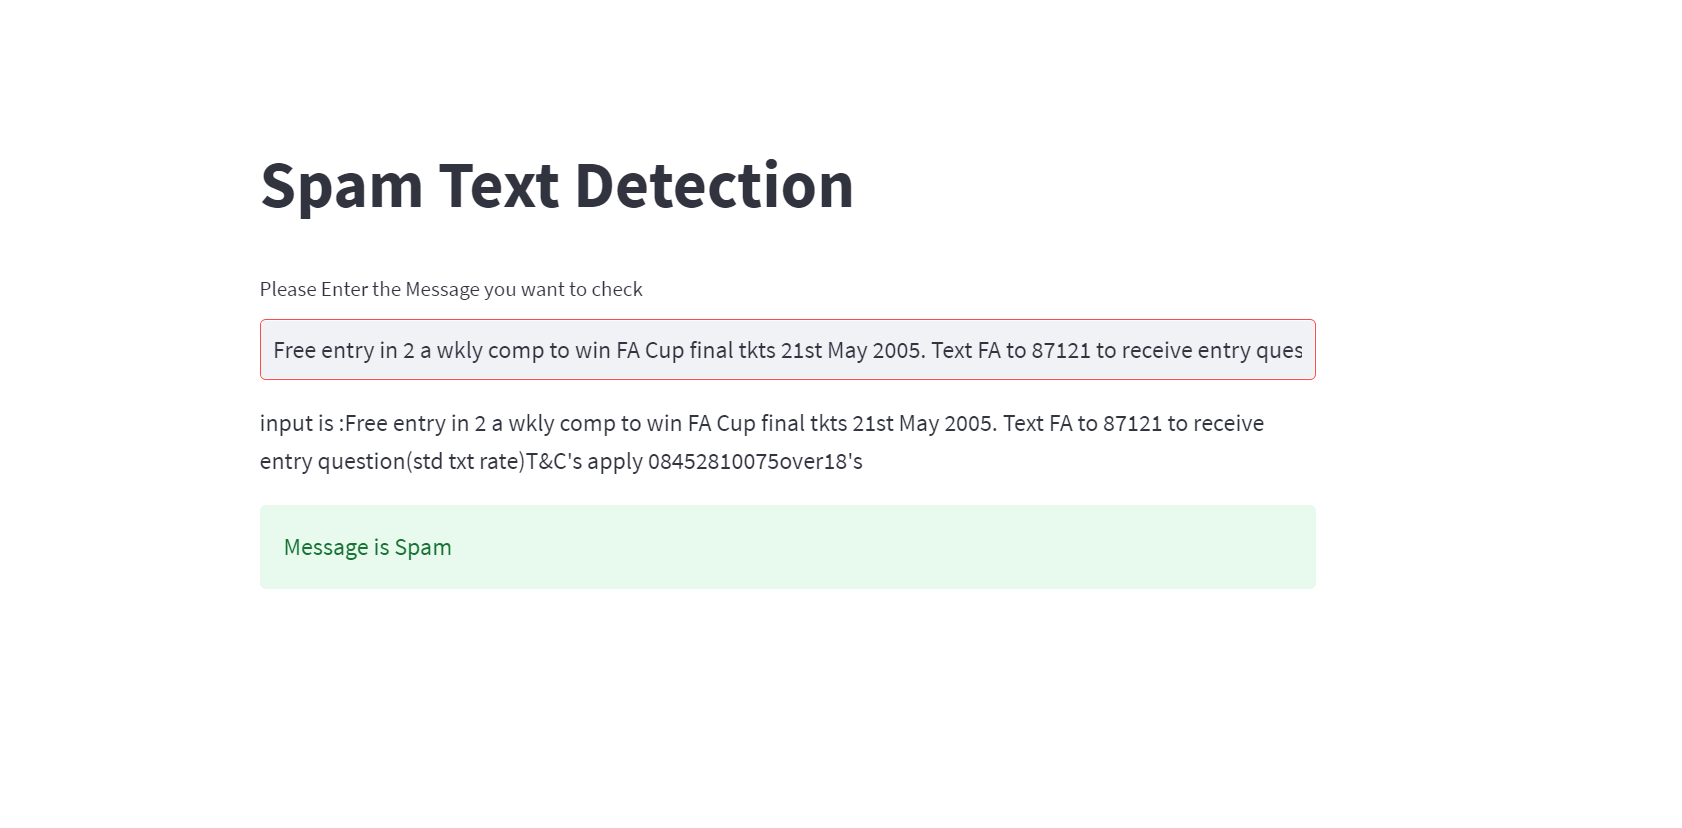 Spam Text Detection
Please Enter the Message you want to check
Free entry in 2 a wkly comp to win FA Cup final tkts 21st May 2005. Text FA to 87121 to receive entry ques
input is :Free entry in 2 a wkly comp to win FA Cup final tkts 21st May 2005. Text FA to 87121 to receive
entry question(std txt rate)T&C's apply 08452810075over18's
Message is Spam